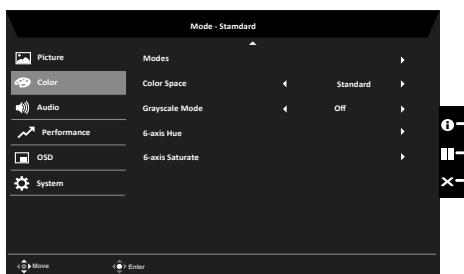 Mode - Stamdard
Picture
Modes
Color
Color Space
Standard
Audio
Grayscale Mode
Off
Performance
6-axis Hue
OSD
6-axis Saturate
System
Move
Enter